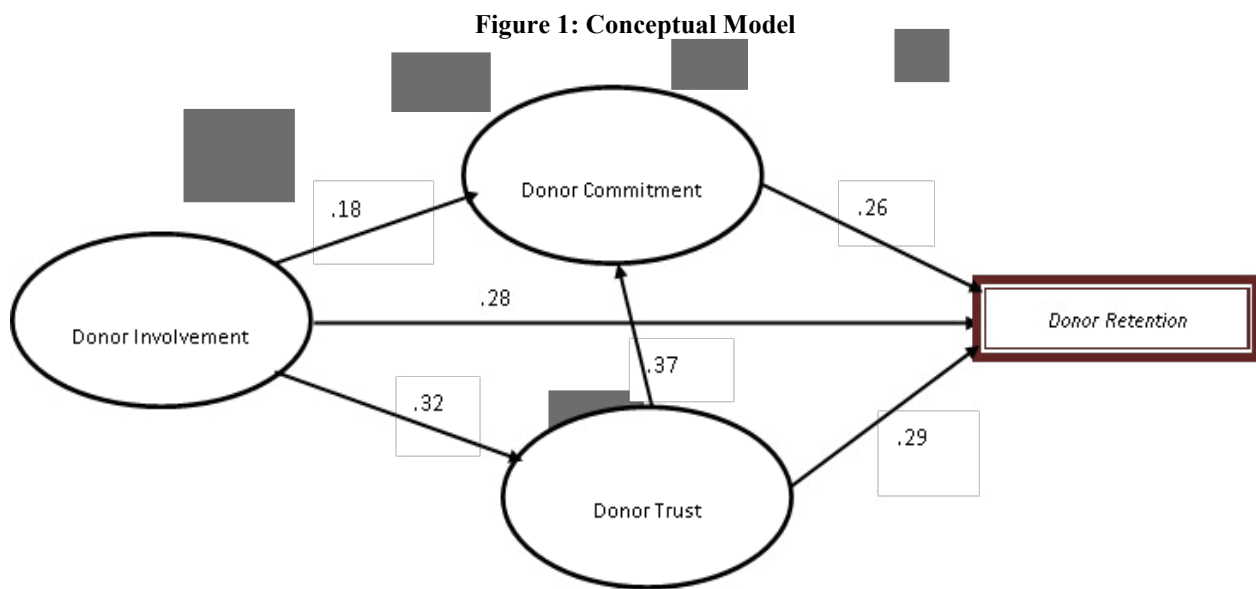 Figure 1: Conceptual Model
Donor Commitment
.18
.26
.28
Donor Involvement
Donor Retention
.37
.32
.29
Donor Trust